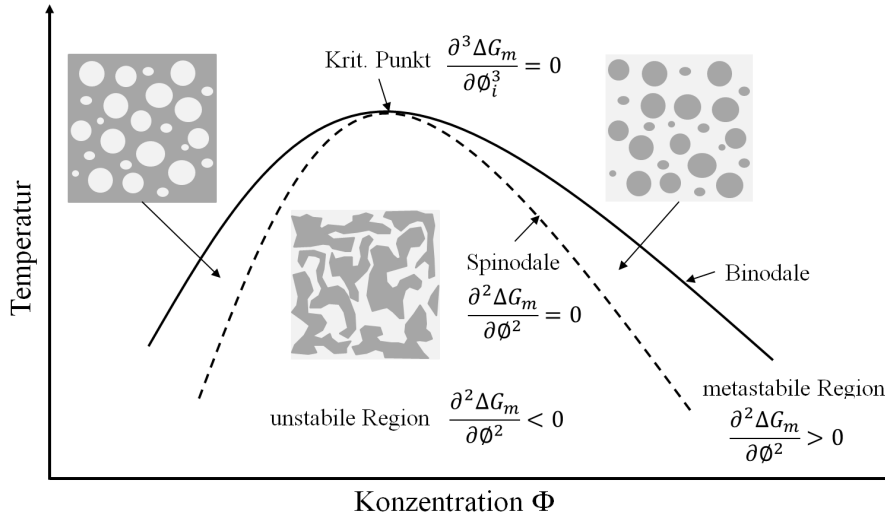 Krit. Punkt ∂³ΔG_m/∂∅_i³ = 0
Temperatur
Spinodale
∂²ΔG_m/∂∅² = 0
Binodale
metastabile Region
∂²ΔG_m/∂∅² > 0
unstabile Region ∂²ΔG_m/∂∅² < 0
Konzentration Φ